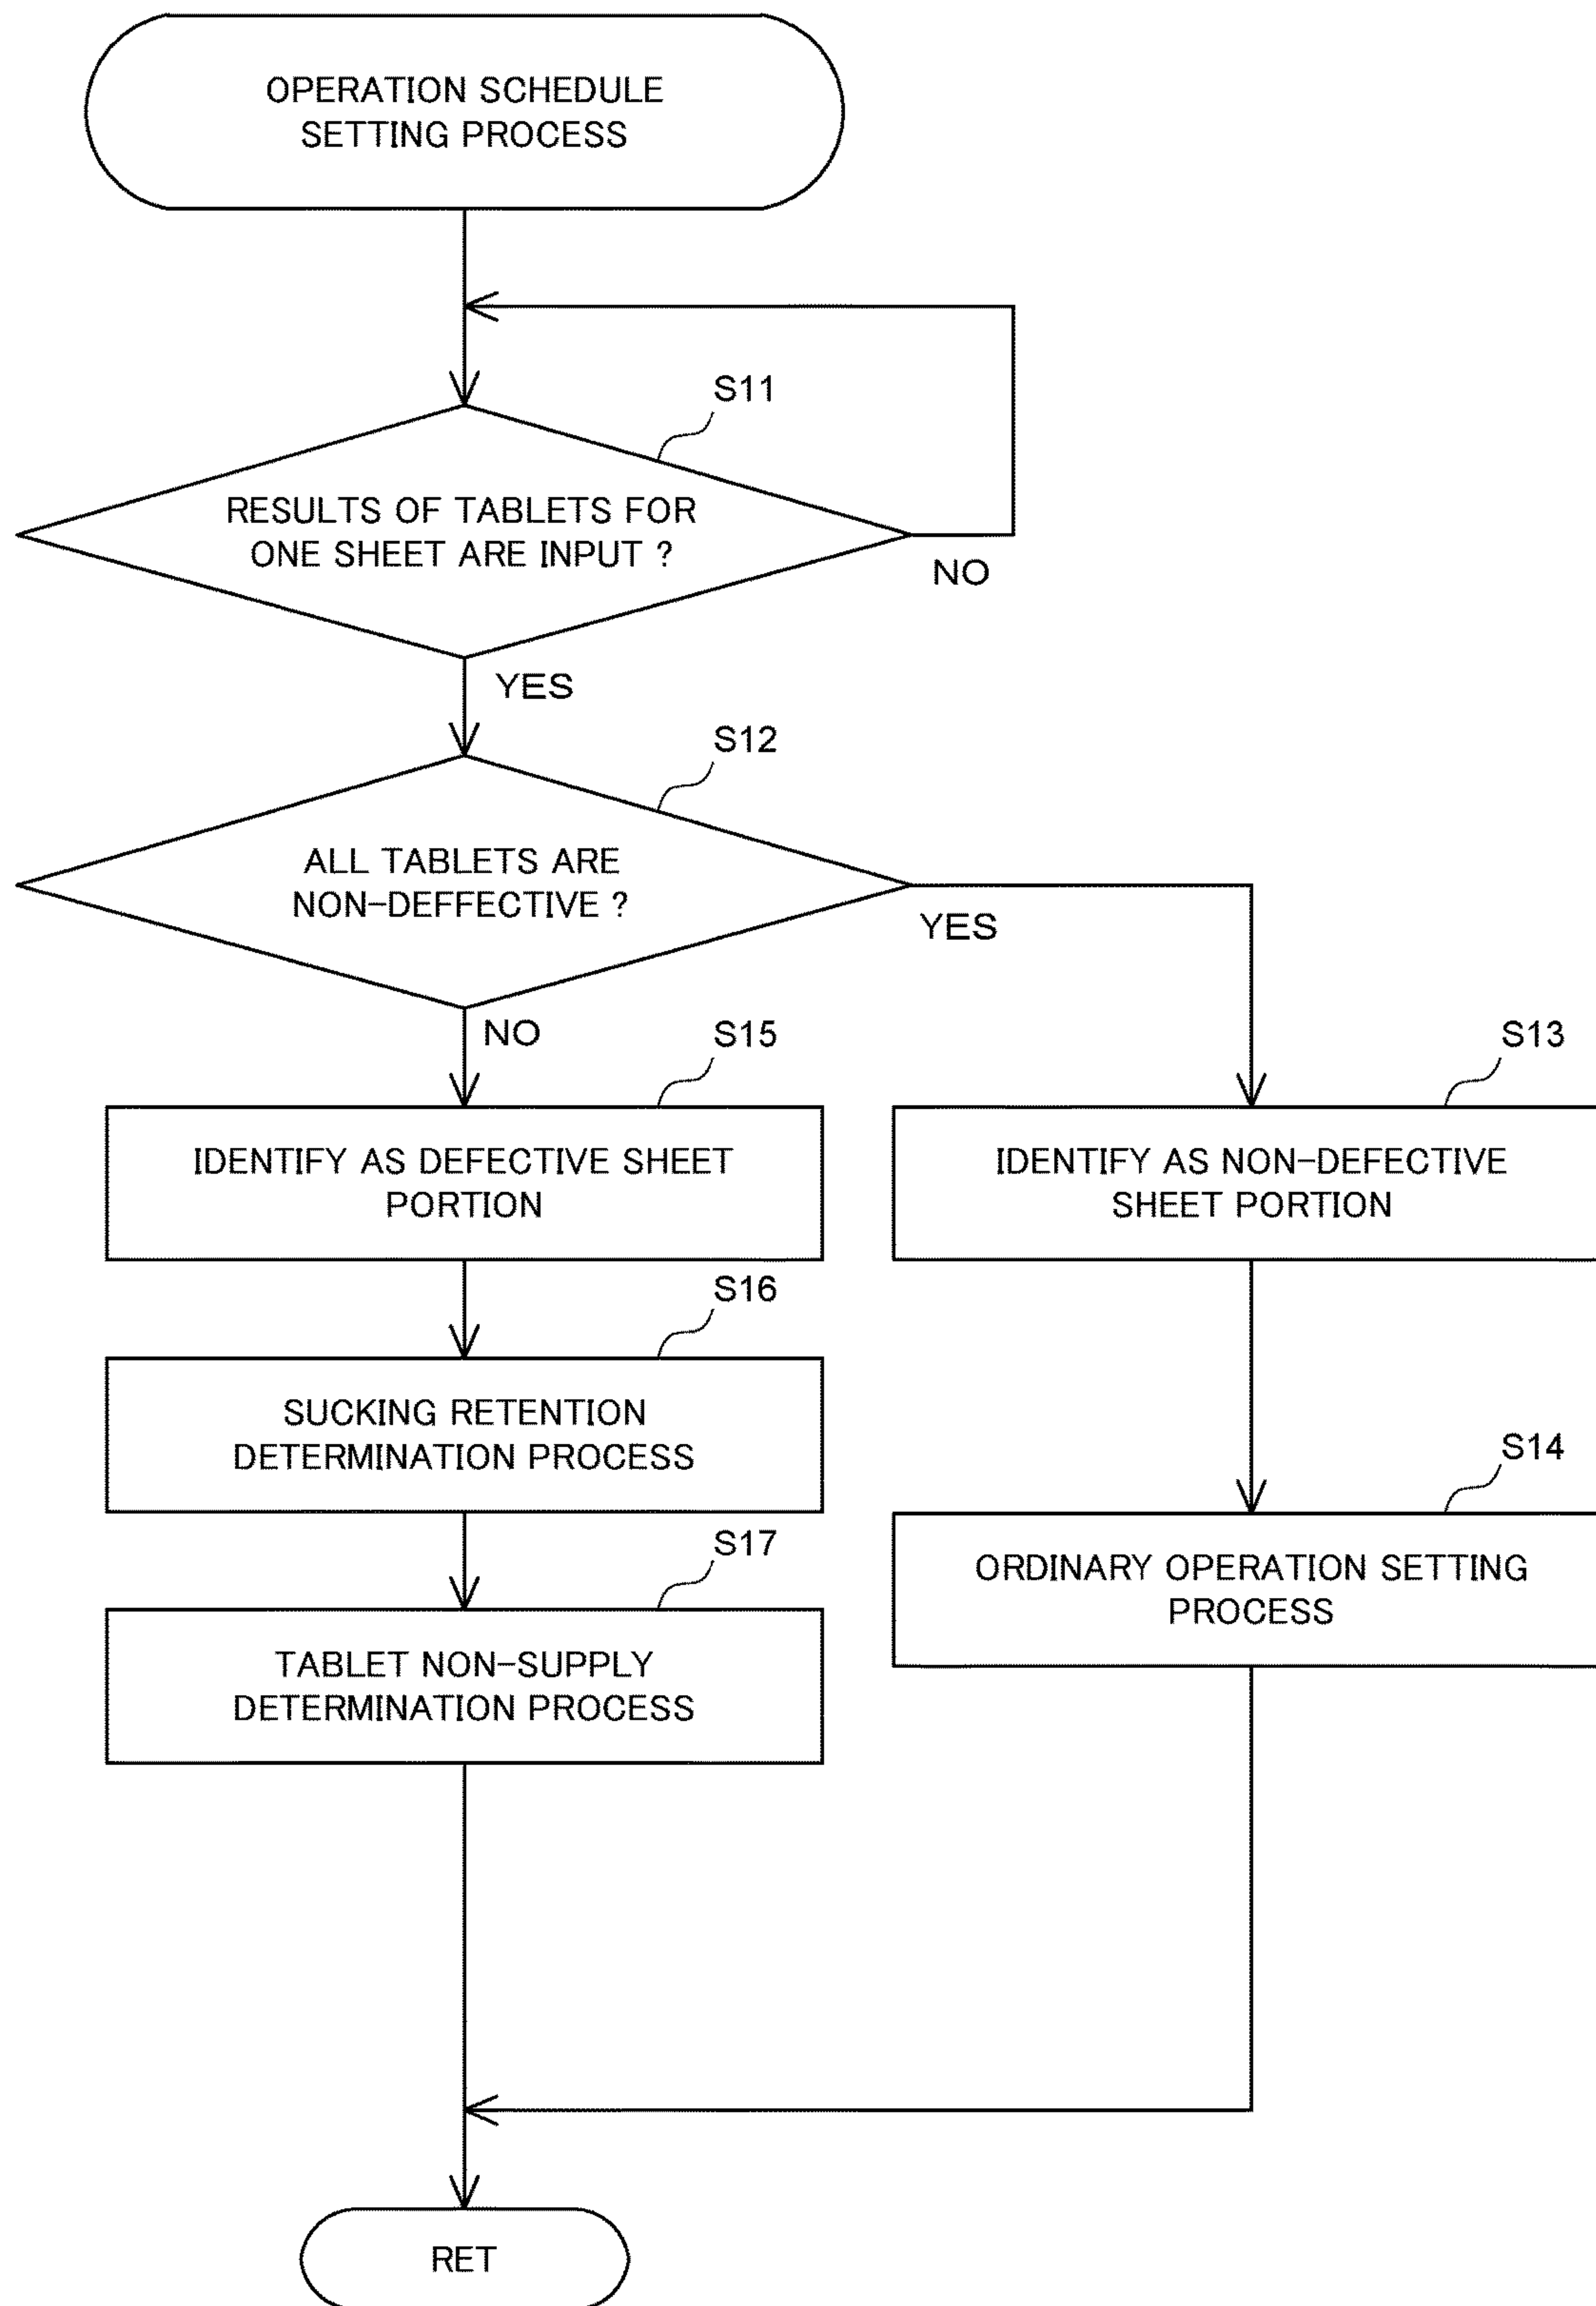 OPERATION SCHEDULE
SETTING PROCESS
S11
RESULTS OF TABLETS FOR
ONE SHEET ARE INPUT ?
NO
YES
S12
ALL TABLETS ARE
NON-DEFFECTIVE ?
YES
NO
S15
S13
IDENTIFY AS DEFECTIVE SHEET
PORTION
IDENTIFY AS NON-DEFECTIVE
SHEET PORTION
S16
SUCKING RETENTION
DETERMINATION PROCESS
S14
ORDINARY OPERATION SETTING
PROCESS
S17
TABLET NON-SUPPLY
DETERMINATION PROCESS
RET